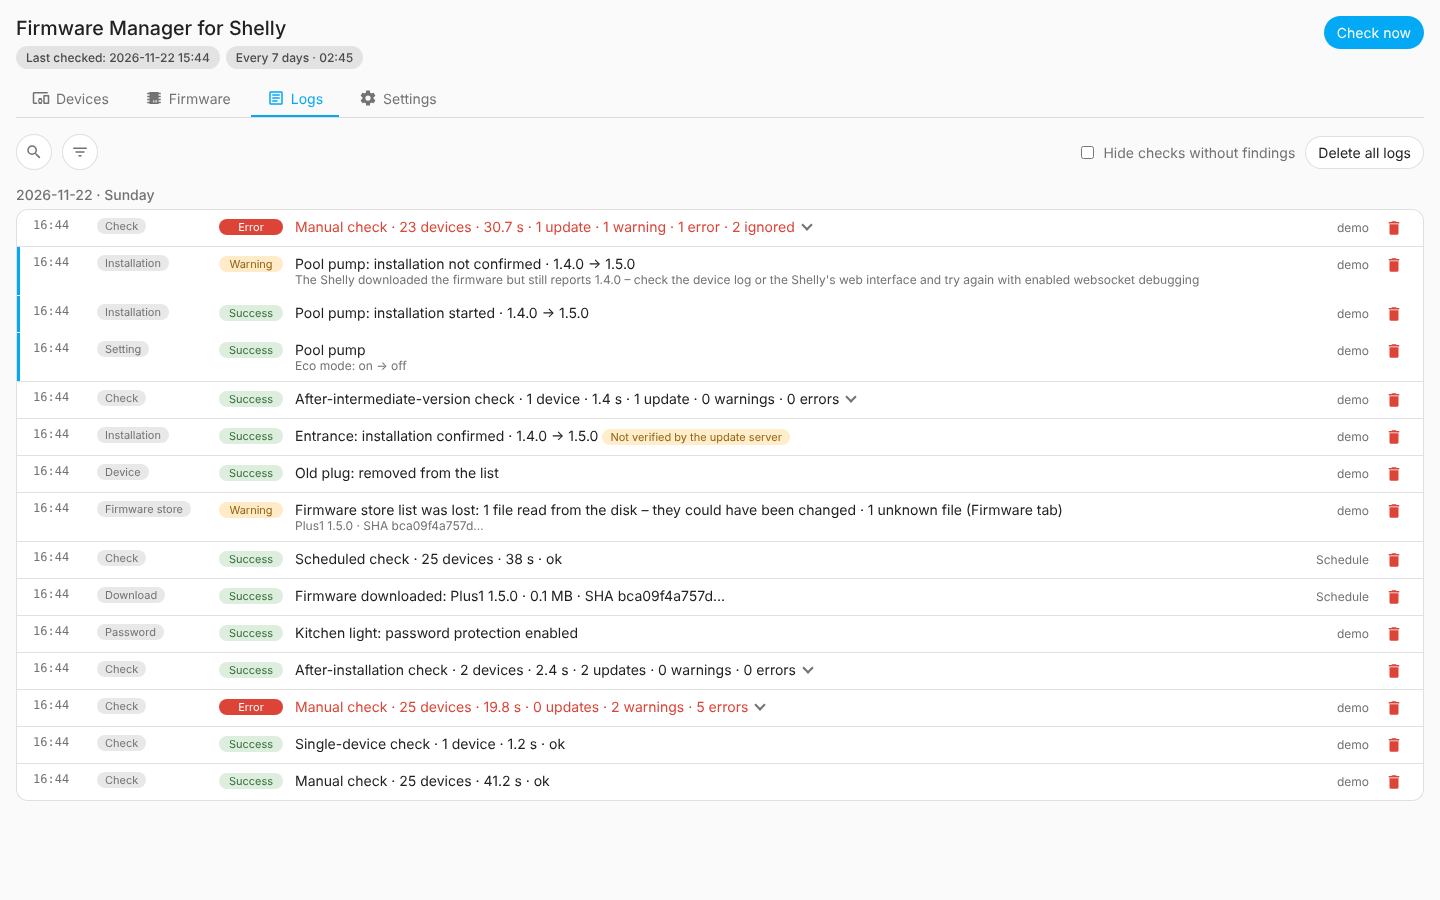 Firmware Manager for Shelly
Check now
Last checked: 2026-11-22 15:44
Every 7 days · 02:45
Devices
Firmware
Logs
Settings
Hide checks without findings
Delete all logs
2026-11-22 · Sunday
16:44 Check Error Manual check · 23 devices · 30.7 s · 1 update · 1 warning · 1 error · 2 ignored demo
16:44 Installation Warning Pool pump: installation not confirmed · 1.4.0 → 1.5.0 demo
The Shelly downloaded the firmware but still reports 1.4.0 – check the device log or the Shelly's web interface and try again with enabled websocket debugging
16:44 Installation Success Pool pump: installation started · 1.4.0 → 1.5.0 demo
16:44 Setting Success Pool pump demo
Eco mode: on → off
16:44 Check Success After-intermediate-version check · 1 device · 1.4 s · 1 update · 0 warnings · 0 errors demo
16:44 Installation Success Entrance: installation confirmed · 1.4.0 → 1.5.0 Not verified by the update server demo
16:44 Device Success Old plug: removed from the list demo
16:44 Firmware store Warning Firmware store list was lost: 1 file read from the disk – they could have been changed · 1 unknown file (Firmware tab) demo
Plus1 1.5.0 · SHA bca09f4a757d...
16:44 Check Success Scheduled check · 25 devices · 38 s · ok Schedule
16:44 Download Success Firmware downloaded: Plus1 1.5.0 · 0.1 MB · SHA bca09f4a757d... Schedule
16:44 Password Success Kitchen light: password protection enabled demo
16:44 Check Success After-installation check · 2 devices · 2.4 s · 2 updates · 0 warnings · 0 errors
16:44 Check Error Manual check · 25 devices · 19.8 s · 0 updates · 2 warnings · 5 errors demo
16:44 Check Success Single-device check · 1 device · 1.2 s · ok demo
16:44 Check Success Manual check · 25 devices · 41.2 s · ok demo